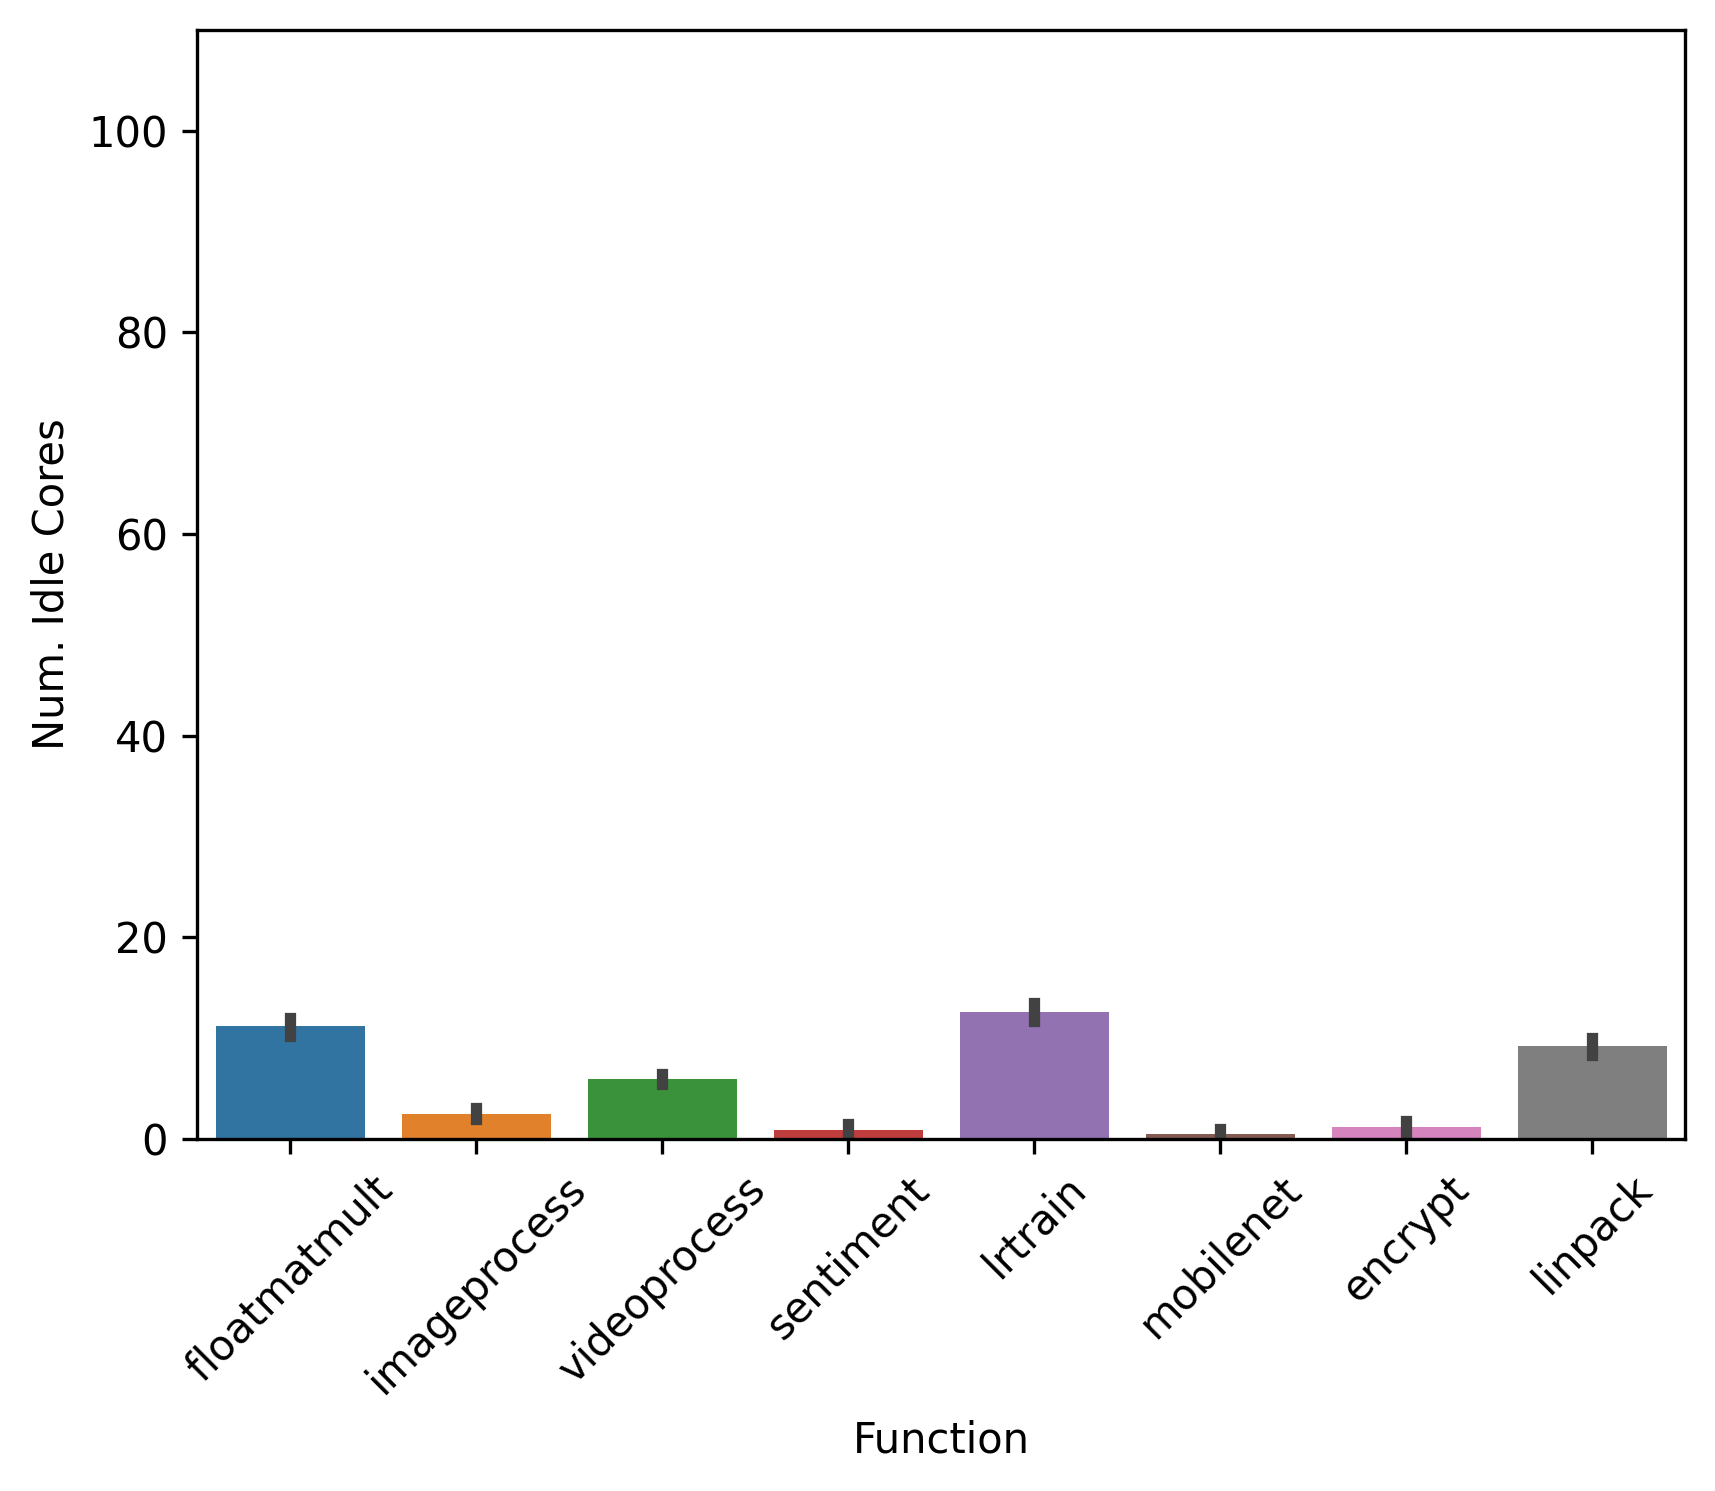 100
80
60
40
20
0
Num. Idle Cores
floatmatmult
imageprocess
videoprocess
sentiment
lrtrain
mobilenet
encrypt
linpack
Function